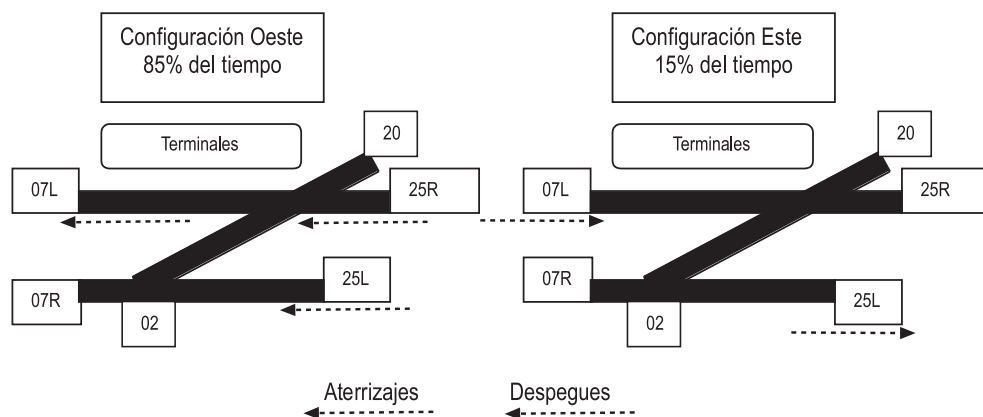 Configuración Oeste
85% del tiempo
Terminales
20
07L
25R
07R
25L
02
Configuración Este
15% del tiempo
Terminales
20
07L
25R
07R
25L
02
Aterrizajes
Despegues